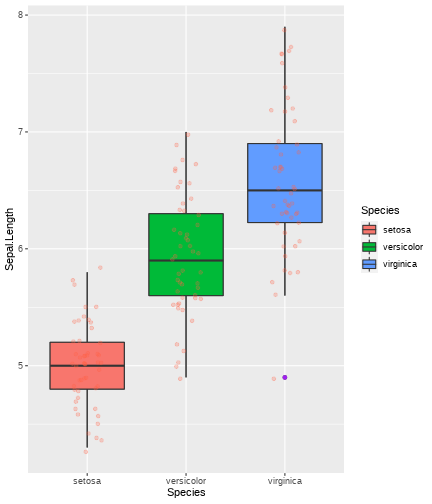 8
7
6
5
Sepal.Length
setosa
versicolor
virginica
Species
Species
setosa
versicolor
virginica